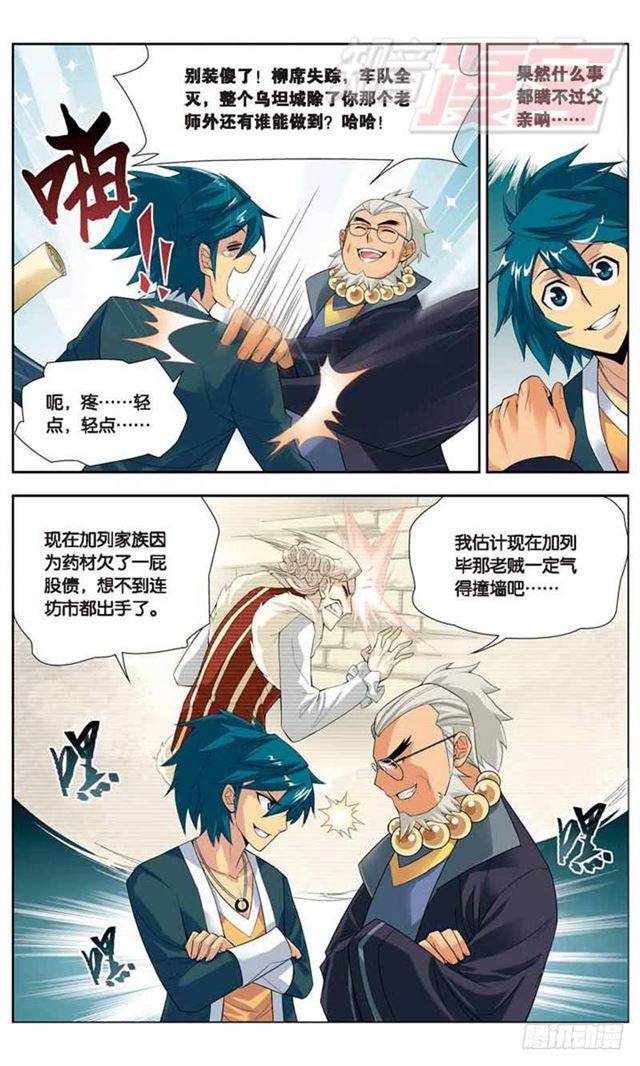 别装傻了！柳席失踪，车队全
灭，整个乌坦城除了你那个老
师外还有谁能做到？哈哈！
果然什么事
都瞒不过父
亲呐……
啪
!!
呃，疼……轻
点，轻点……
现在加列家族因
为药材欠了一屁
股债，想不到连
坊市都出手了。
我估计现在加列
毕那老贼一定气
得撞墙吧……
嘿
嘿
嘿
腾讯动漫